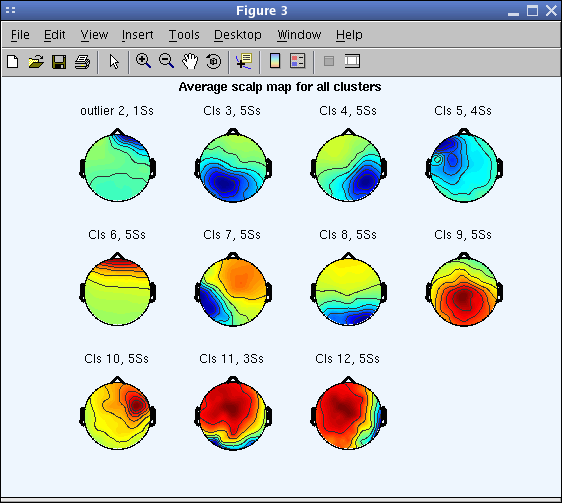 Figure 3
File Edit View Insert Tools Desktop Window Help
Average scalp map for all clusters
outlier 2, 1Ss Cls 3, 5Ss Cls 4, 5Ss Cls 5, 4Ss
Cls 6, 5Ss Cls 7, 5Ss Cls 8, 5Ss Cls 9, 5Ss
Cls 10, 5Ss Cls 11, 3Ss Cls 12, 5Ss